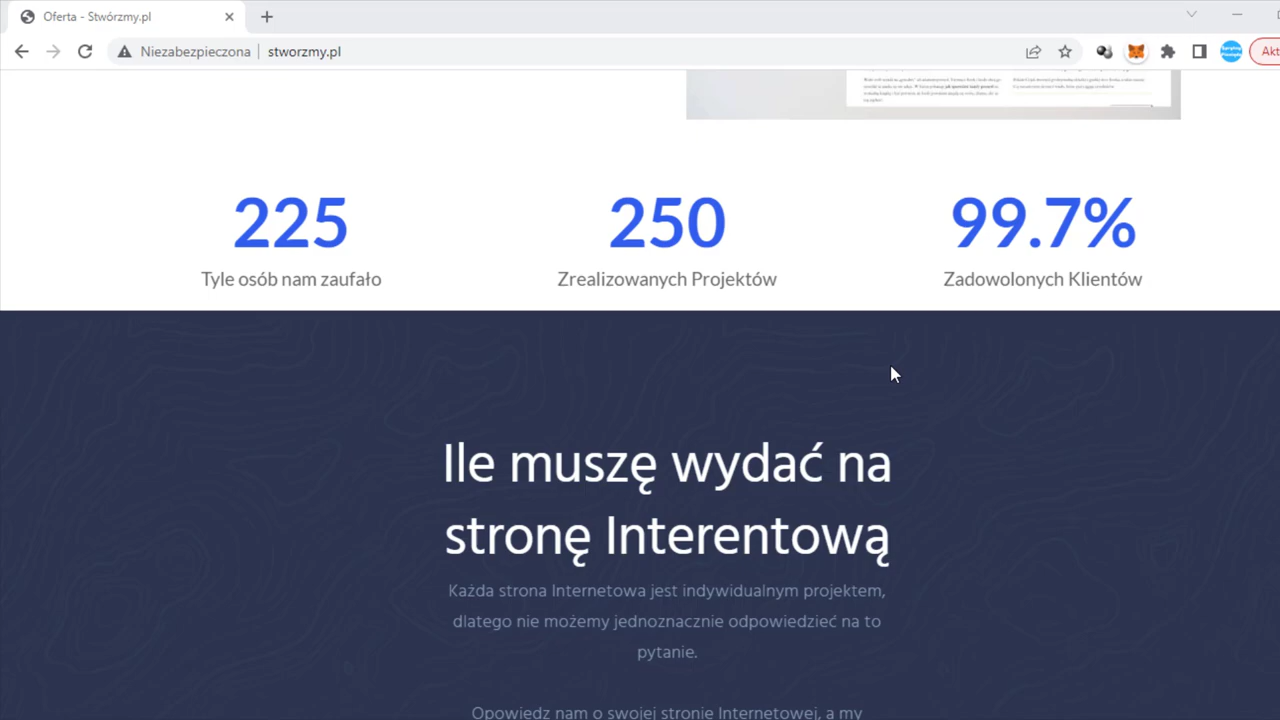 Oferta - Stwórzmy.pl
Niezabezpieczona stworzmy.pl
Akt
225 250 99.7%
Tyle osób nam zaufało Zrealizowanych Projektów Zadowolonych Klientów
Ile muszę wydać na
stronę Interentową
Każda strona Internetowa jest indywidualnym projektem,
dlatego nie możemy jednoznacznie odpowiedzieć na to
pytanie.
Opowiedz nam o swojej stronie Internetowej, a my